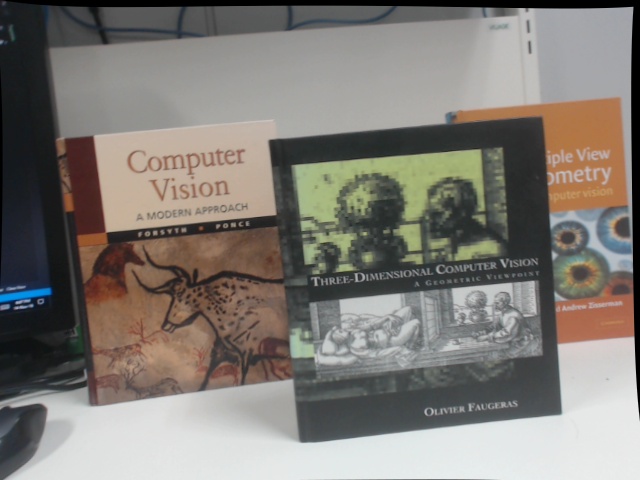 Computer
Vision
A MODERN APPROACH
FORSYTH PONCE
THREE-DIMENSIONAL COMPUTER VISION
A GEOMETRIC VIEWPOINT
OLIVIER FAUGERAS
iple View
ometry
mputer vision
d Andrew Zisserman